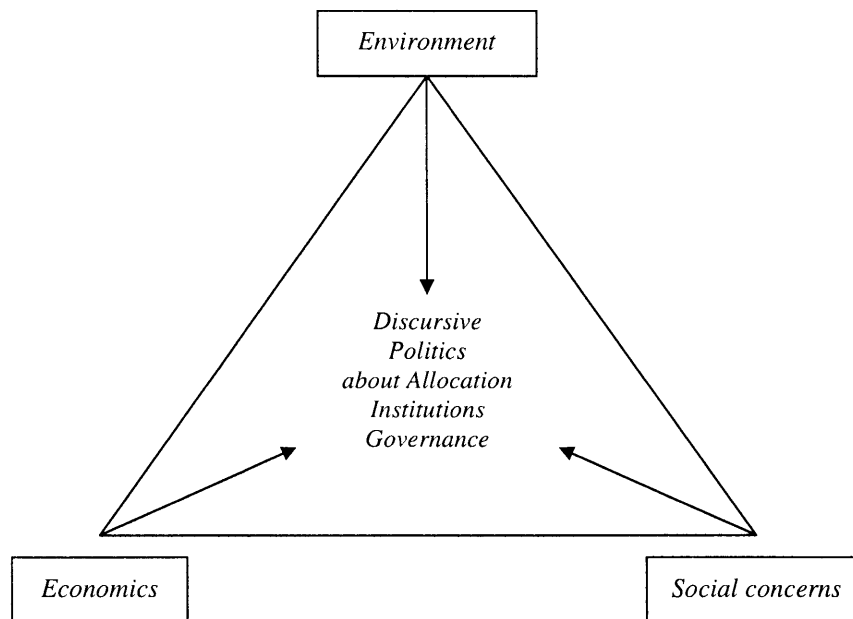 Environment
Discursive
Politics
about Allocation
Institutions
Governance
Economics
Social concerns